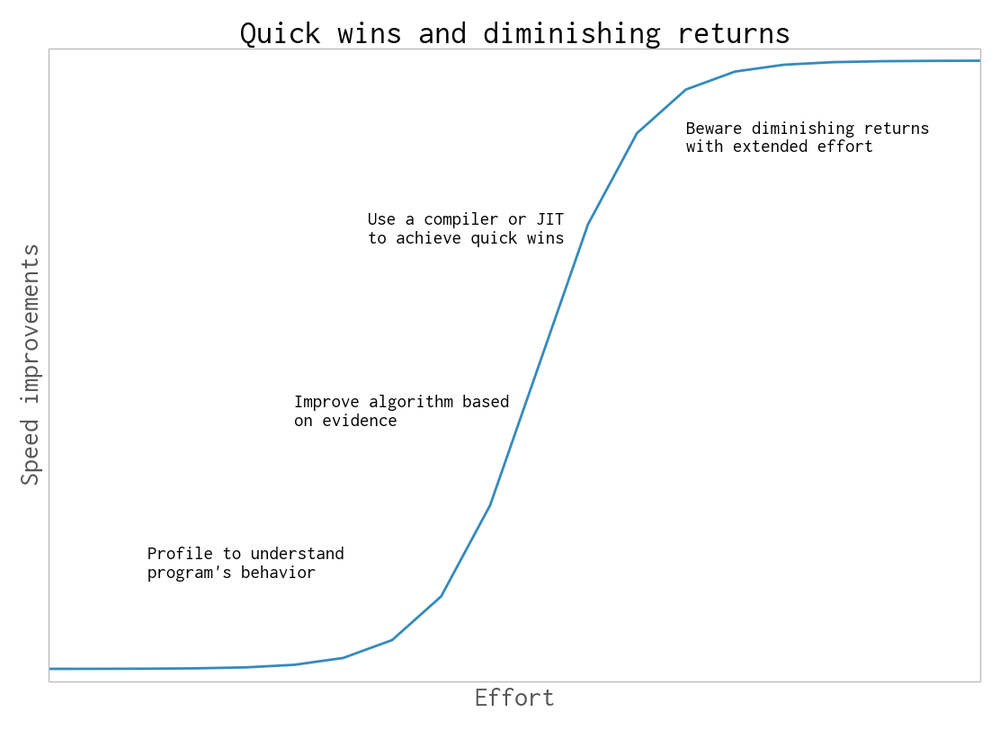 Quick wins and diminishing returns
Beware diminishing returns
with extended effort
Use a compiler or JIT
to achieve quick wins
Improve algorithm based
on evidence
Profile to understand
program's behavior
Speed improvements
Effort